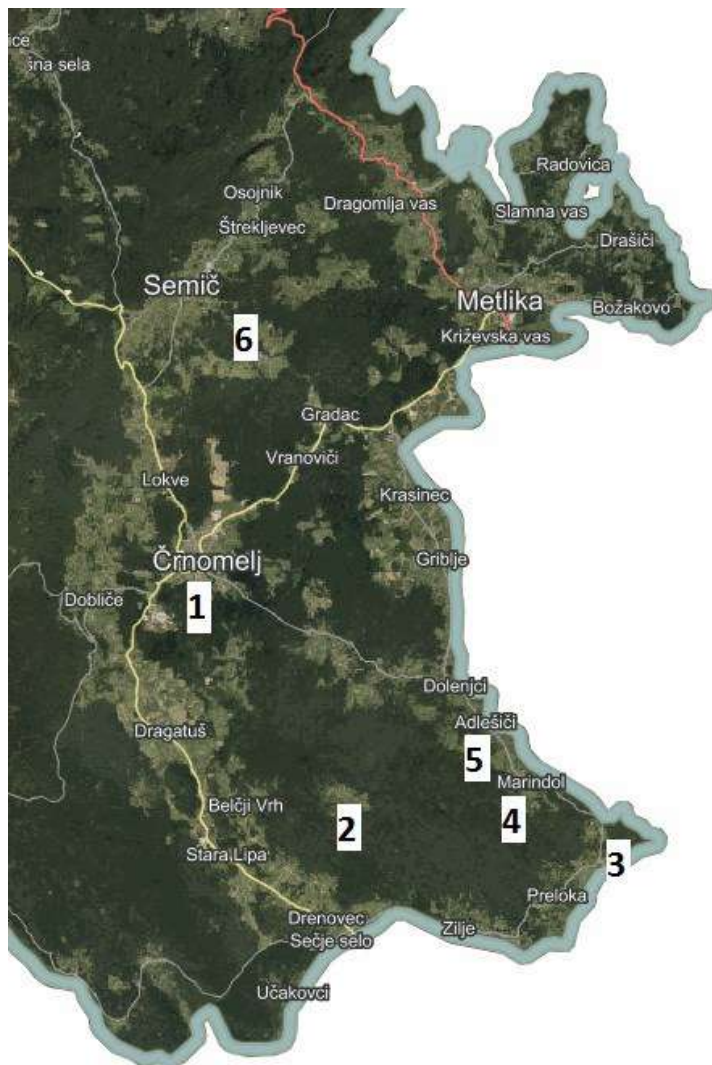 ice
šna sela
Radovica
Osojnik
Dragomlja vas
Slamna vas
Štrekljevec
Drašiči
Semič
Metlika
Božakovo
6
Križevska vas
Gradac
Vranoviči
Lokve
Krasinec
Črnomelj
Griblje
Dobliče
1
Dolenjci
Adlešiči
Dragatuš
5
Marindol
Belčji Vrh
2
4
Stara Lipa
3
Preloka
Drenovec
Zilje
Sečje selo
Učakovci